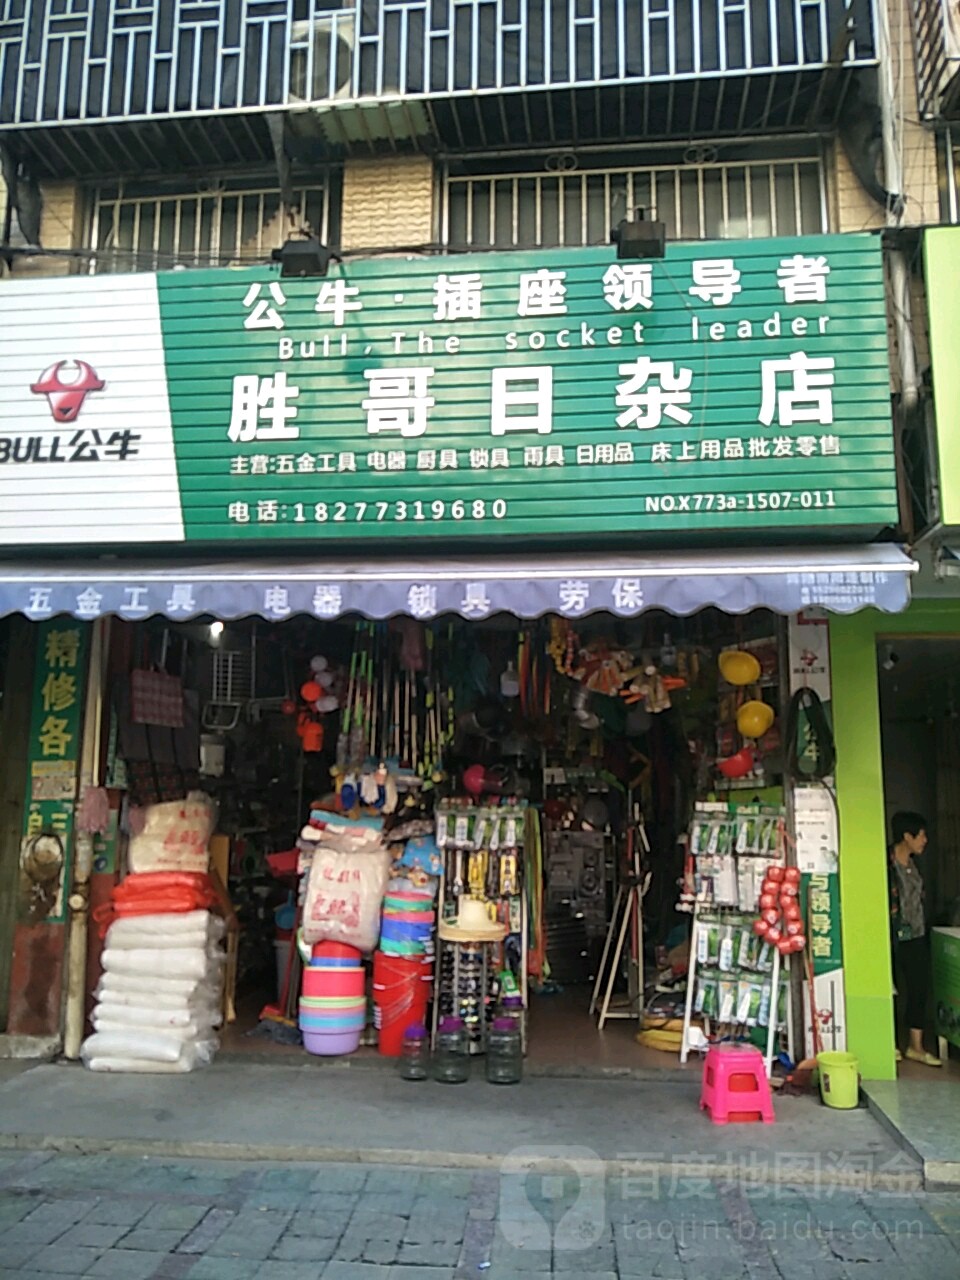 公牛·插座领导者
Bull,The socket leader
BULL公牛
胜哥日杂店
主营:五金工具 电器 厨具 锁具 雨具 日用品 床上用品批发零售
电话:18277319680
NO.X773a-1507-011
五金工具 电器 锁具 劳保
精修各
与领导者
百度地图淘金
taojin.baidu.com